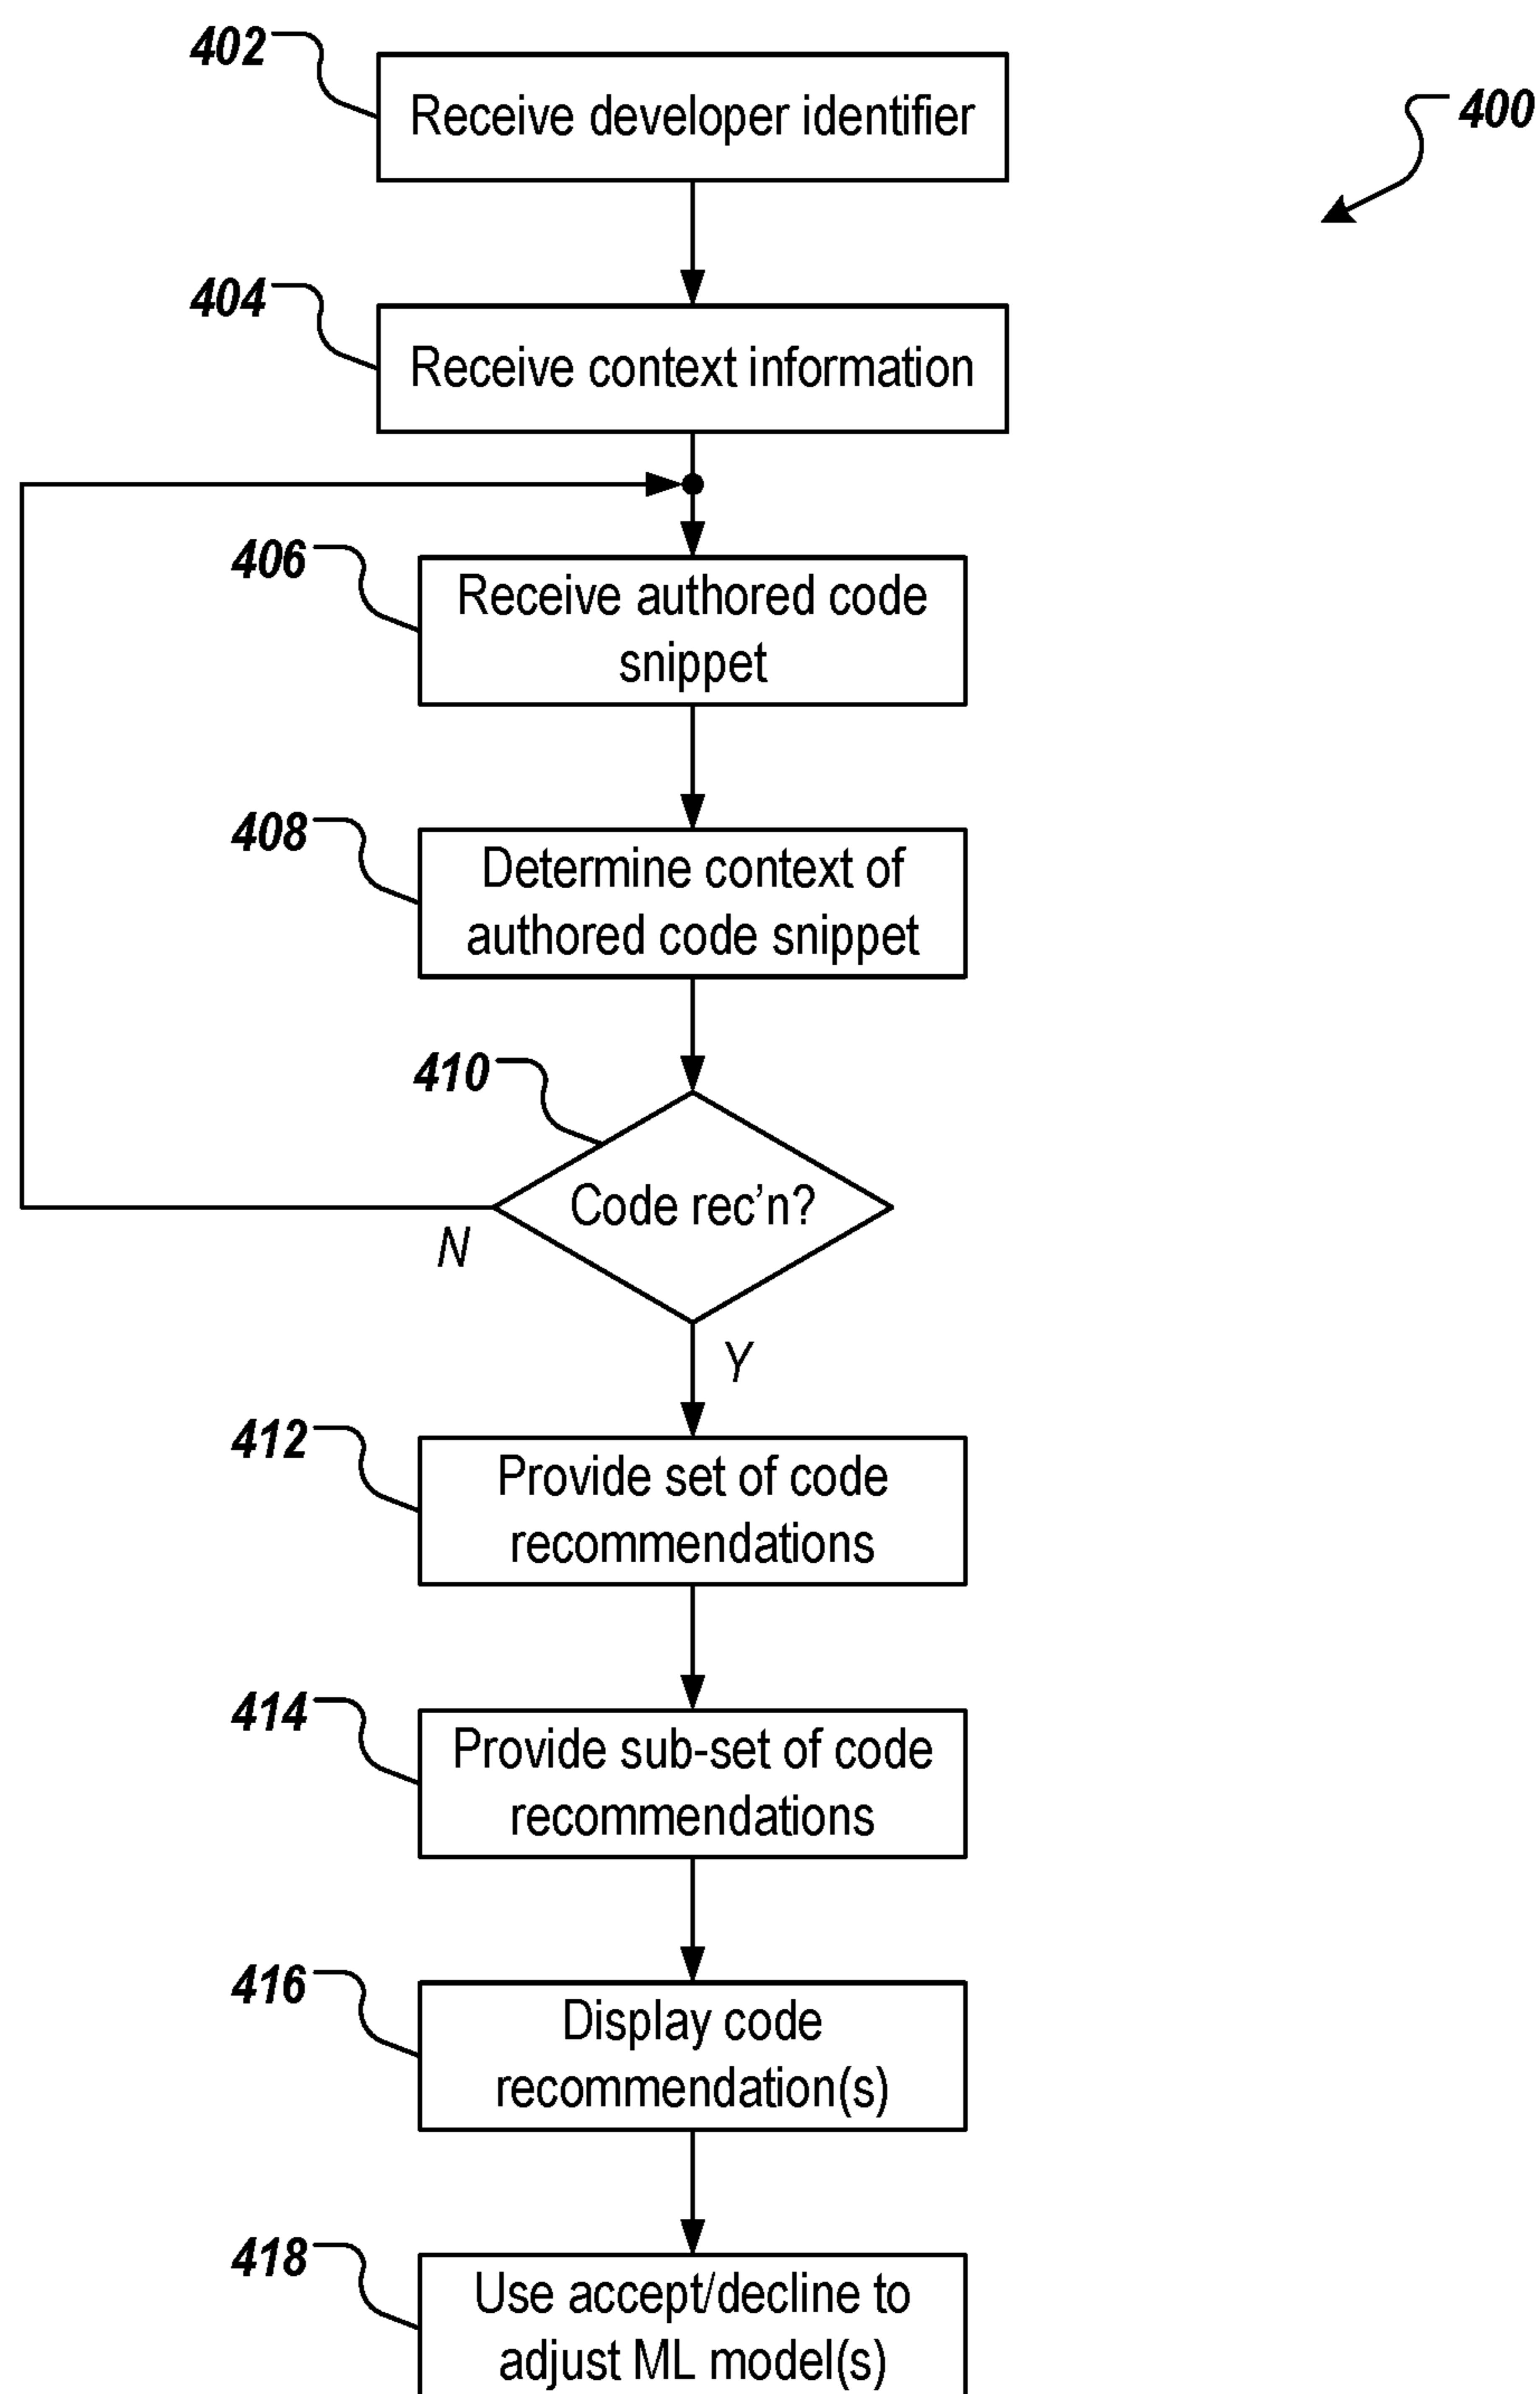 402
Receive developer identifier
400
404
Receive context information
406
Receive authored code
snippet
408
Determine context of
authored code snippet
410
Code rec’n?
N
Y
412
Provide set of code
recommendations
414
Provide sub-set of code
recommendations
416
Display code
recommendation(s)
418
Use accept/decline to
adjust ML model(s)